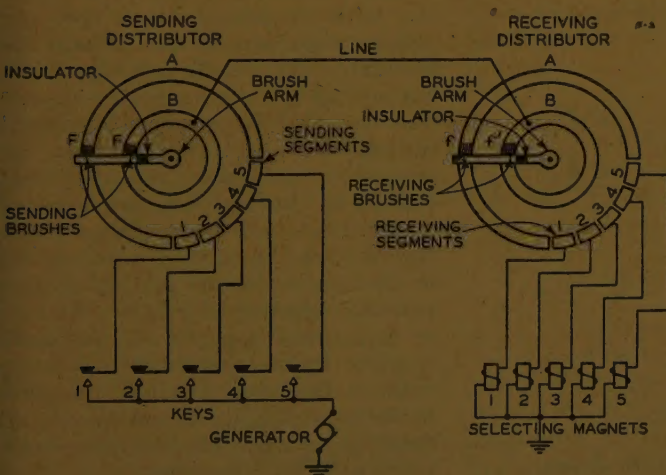 SENDING
DISTRIBUTOR
A
B
INSULATOR
BRUSH
ARM
LINE
F
F
SENDING
SEGMENTS
SENDING
BRUSHES
1
2
3
4
5
1
2
3
4
5
KEYS
GENERATOR
RECEIVING
DISTRIBUTOR
A
B
BRUSH
ARM
INSULATOR
RECEIVING
BRUSHES
RECEIVING
SEGMENTS
1
2
3
4
5
1
2
3
4
5
SELECTING MAGNETS